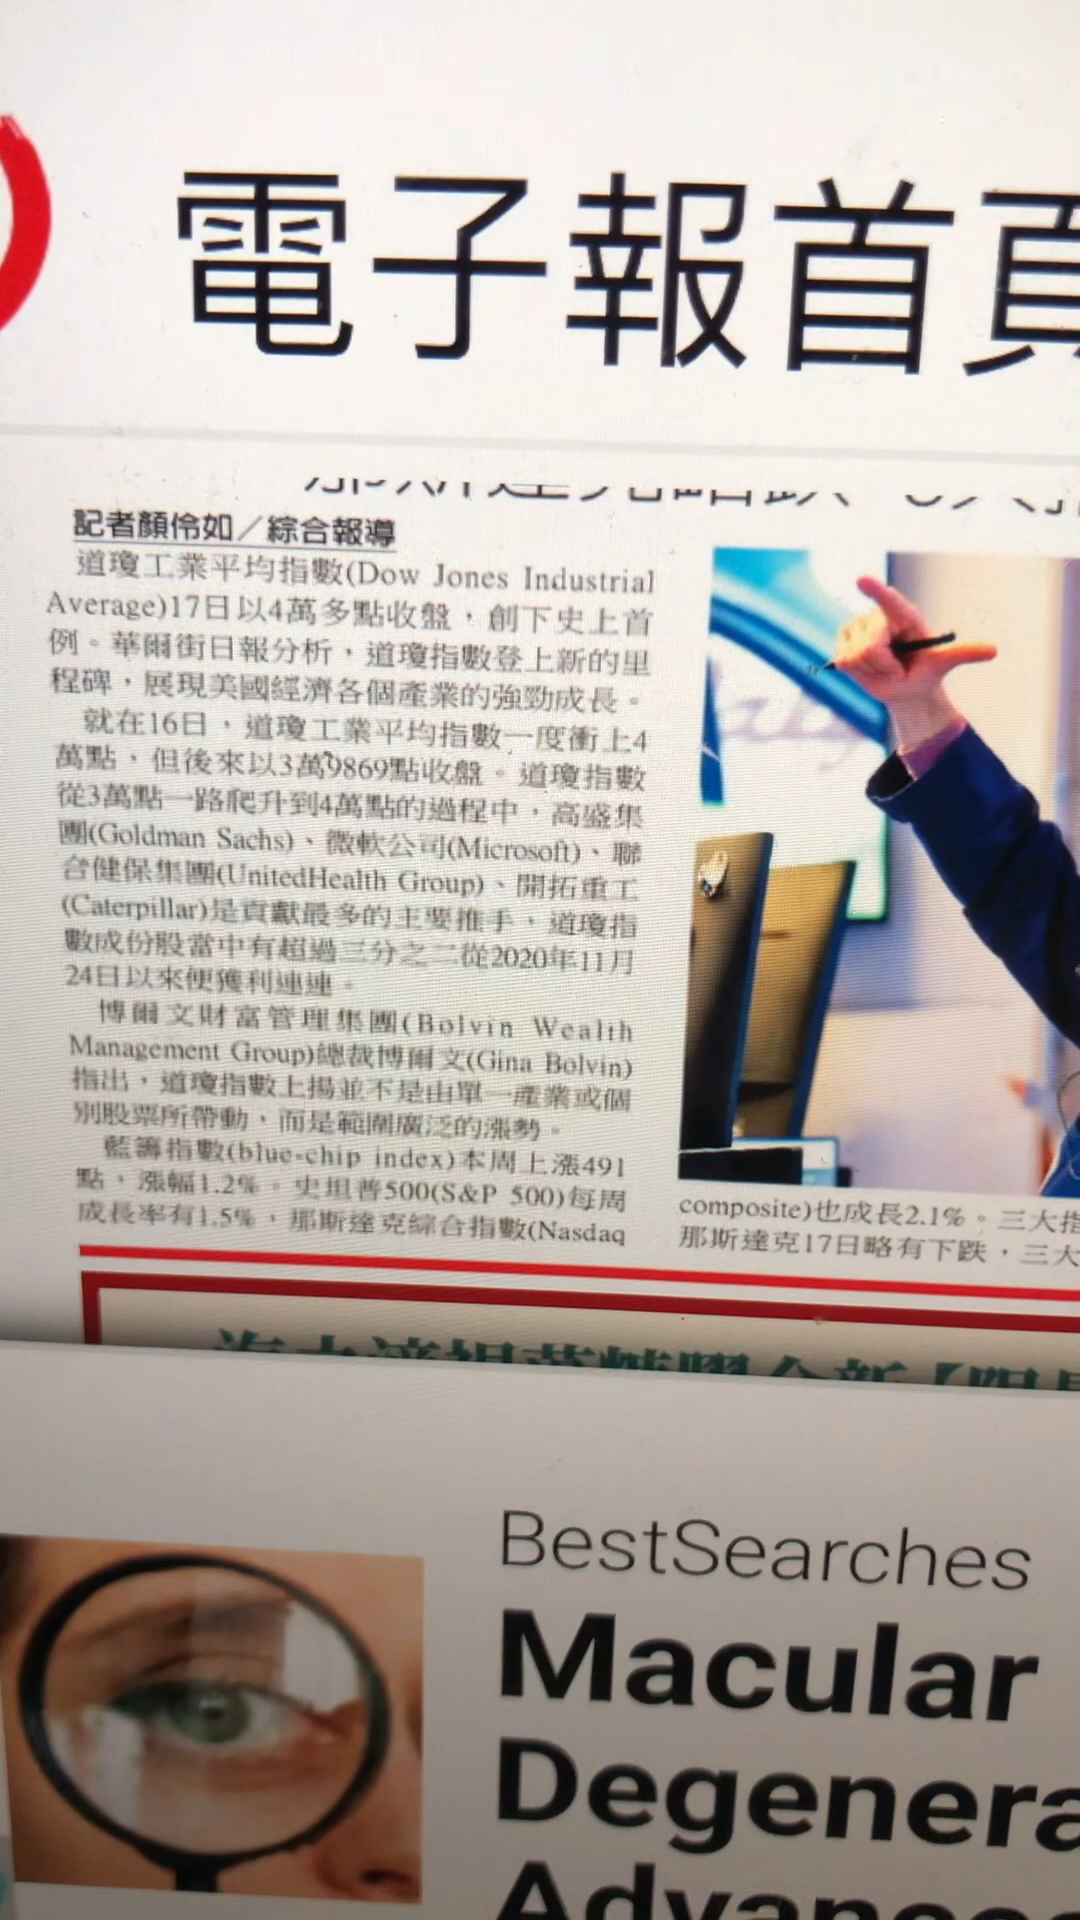 電子報首頁
記者顏伶如／綜合報導
道瓊工業平均指數(Dow Jones Industrial
Average)17日以4萬多點收盤，創下史上首
例。華爾街日報分析，道瓊指數登上新的里
程碑，展現美國經濟各個產業的強勁成長。
就在16日，道瓊工業平均指數一度衝上4
萬點，但後來以3萬9869點收盤。道瓊指數
從3萬點一路爬升到4萬點的過程中，高盛集
團(Goldman Sachs)、微軟公司(Microsoft)、聯
合健保集團(UnitedHealth Group)、開拓重工
(Caterpillar)是貢獻最多的主要推手，道瓊指
數成份股當中有超過三分之二從2020年11月
24日以來便獲利連連。
博爾文財富管理集團(Bolvin Wealth
Management Group)總裁博爾文(Gina Bolvin)
指出，道瓊指數上揚並不是由單一產業或個
別股票所帶動，而是範圍廣泛的漲勢。
藍籌指數(blue-chip index)本周上漲491
點，漲幅1.2%。史坦普500(S&P 500)每周
成長率有1.5%，那斯達克綜合指數(Nasdaq
composite)也成長2.1%。三大指
那斯達克17日略有下跌，三大
BestSearches
Macular
Degenera
Advance